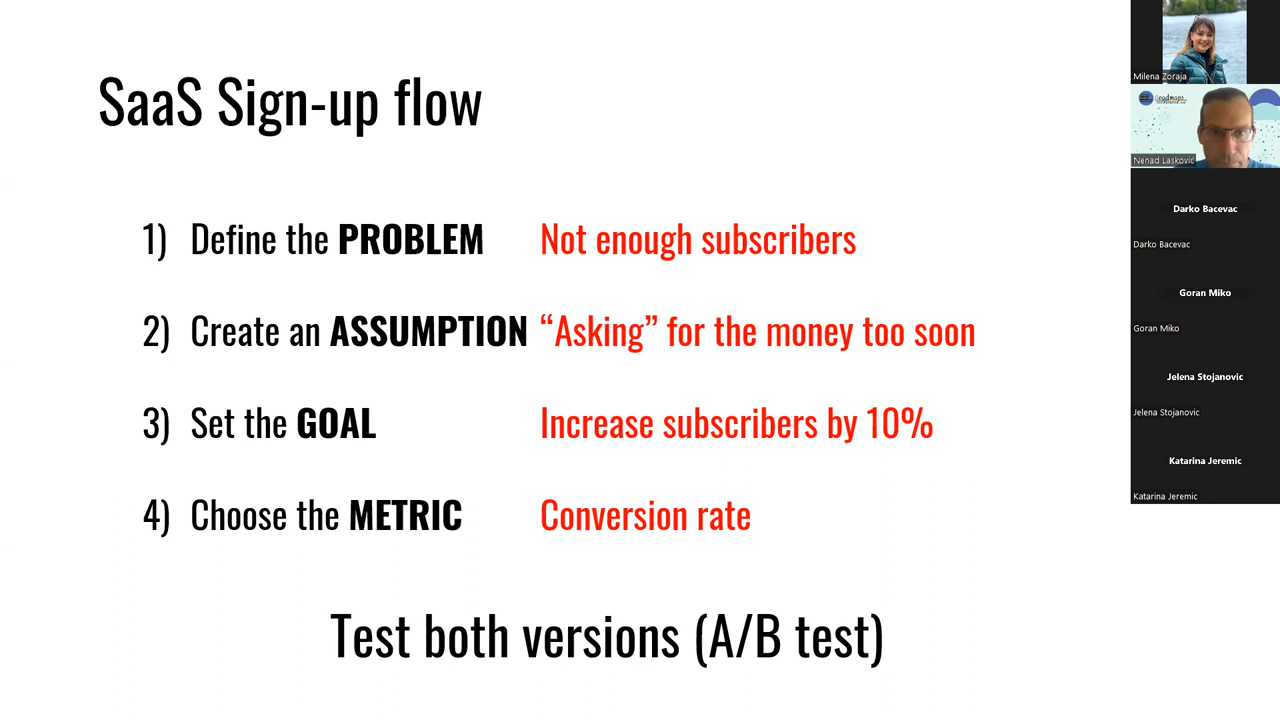 SaaS Sign-up flow
1) Define the PROBLEM Not enough subscribers
2) Create an ASSUMPTION “Asking” for the money too soon
3) Set the GOAL Increase subscribers by 10%
4) Choose the METRIC Conversion rate
Test both versions (A/B test)
Milena Zoraja
Nenad Laskovic
Darko Bacevac
Darko Bacevac
Goran Miko
Goran Miko
Jelena Stojanovic
Jelena Stojanovic
Katarina Jeremic
Katarina Jeremic